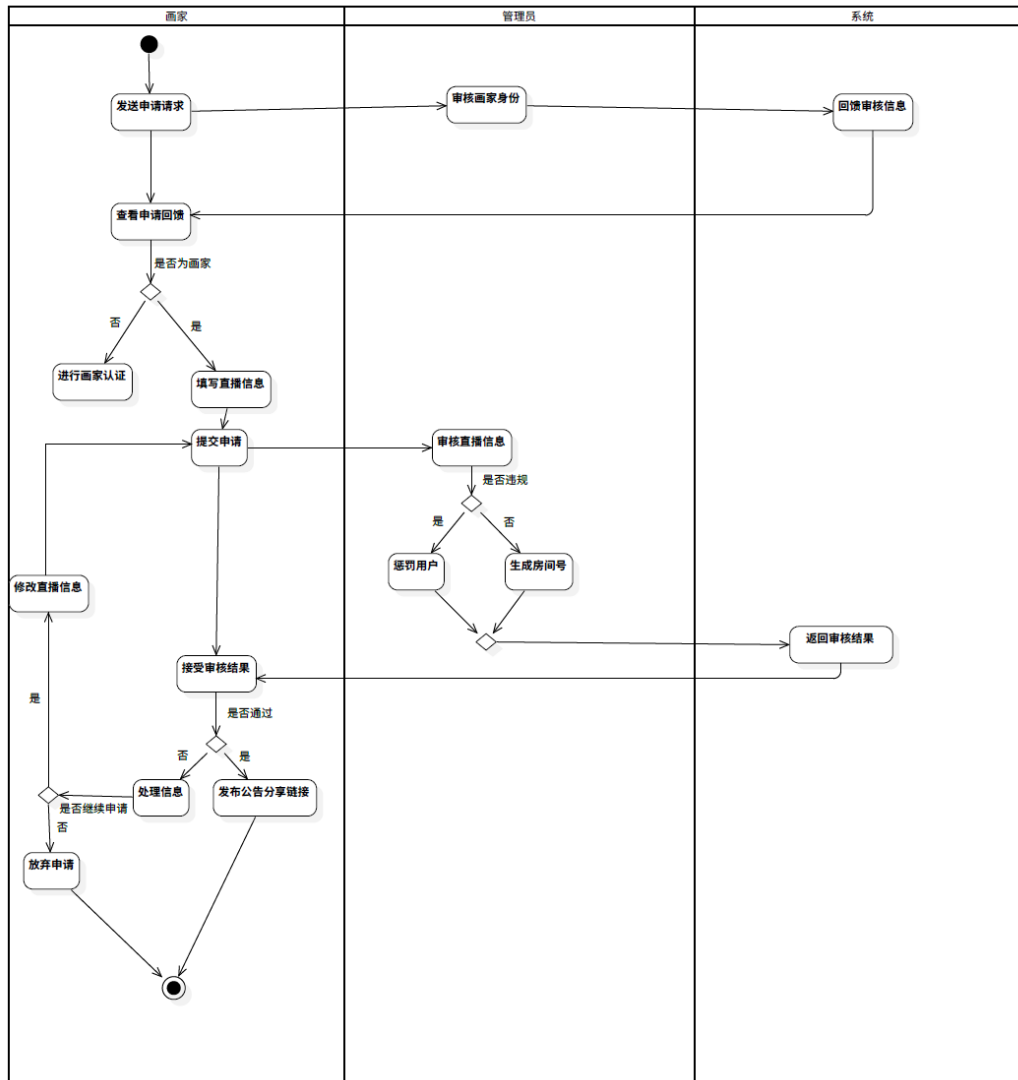 画家
管理员
系统
发送申请请求
审核画家身份
回馈审核信息
查看申请回馈
是否为画家
否
是
进行画家认证
填写直播信息
提交申请
审核直播信息
是否违规
是
否
惩罚用户
生成房间号
修改直播信息
返回审核结果
接受审核结果
是
是否通过
否
是
处理信息
发布公告分享链接
是否继续申请
否
放弃申请